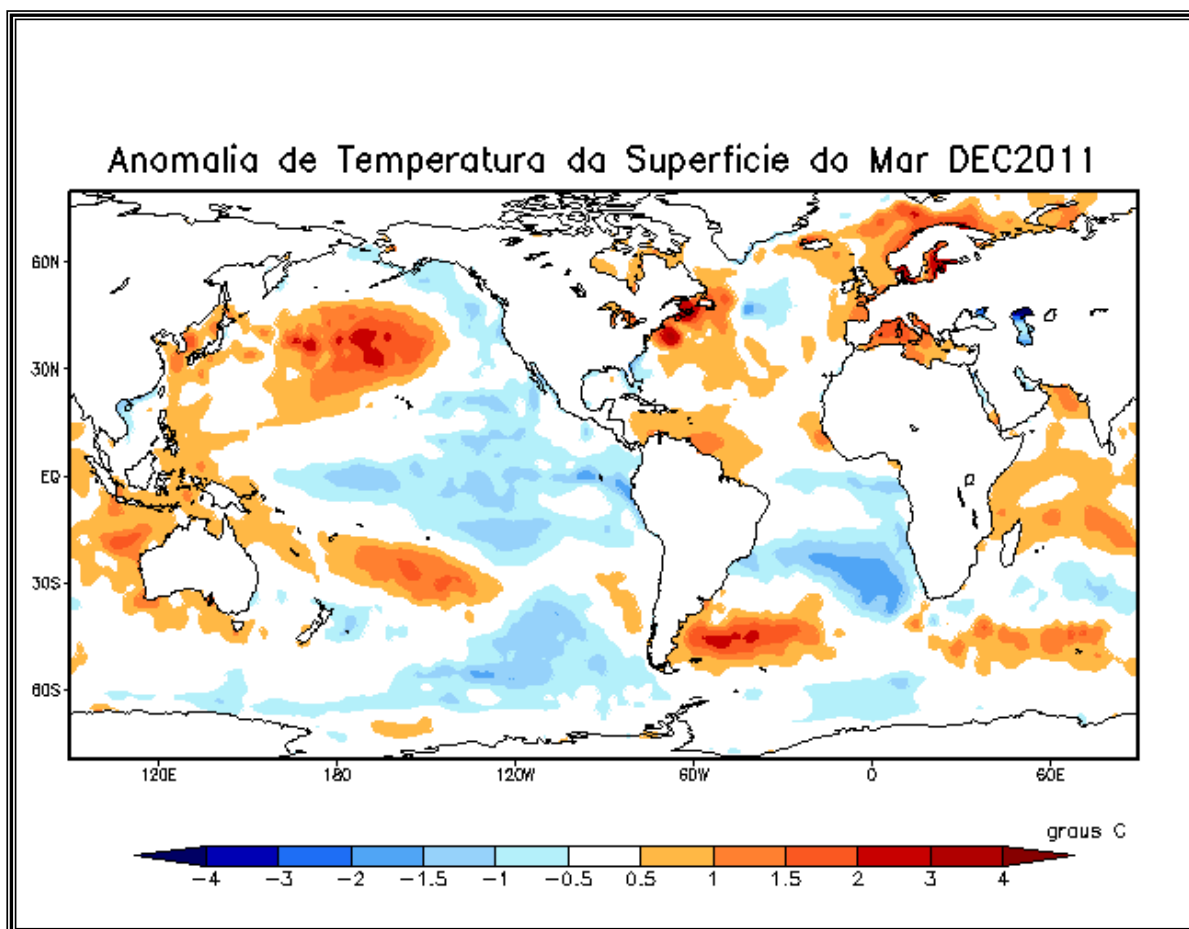 Anomalia de Temperatura da Superficie do Mar DEC2011
60N
30N
EQ
30S
60S
120E 180 120W 60W 0 60E
graus C
-4 -3 -2 -1.5 -1 -0.5 0.5 1 1.5 2 3 4